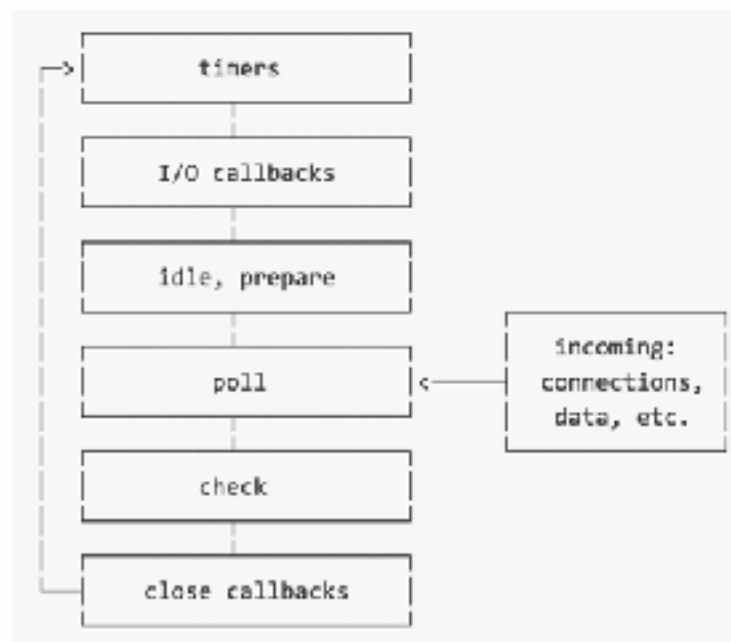 timers
I/O callbacks
idle, prepare
poll
incoming:
connections,
data, etc.
check
close callbacks